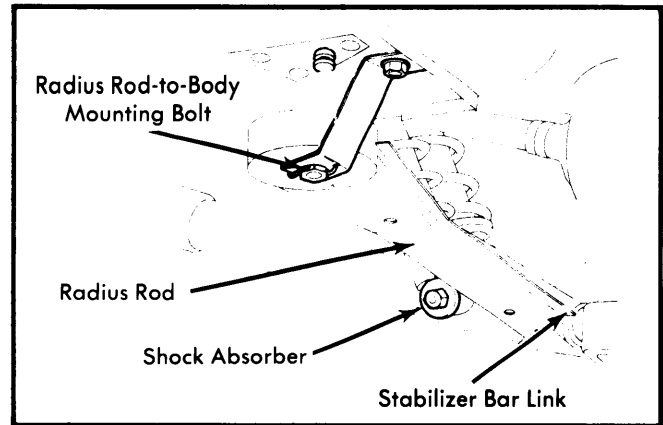 Radius Rod-to-Body
Mounting Bolt
Radius Rod
Shock Absorber
Stabilizer Bar Link